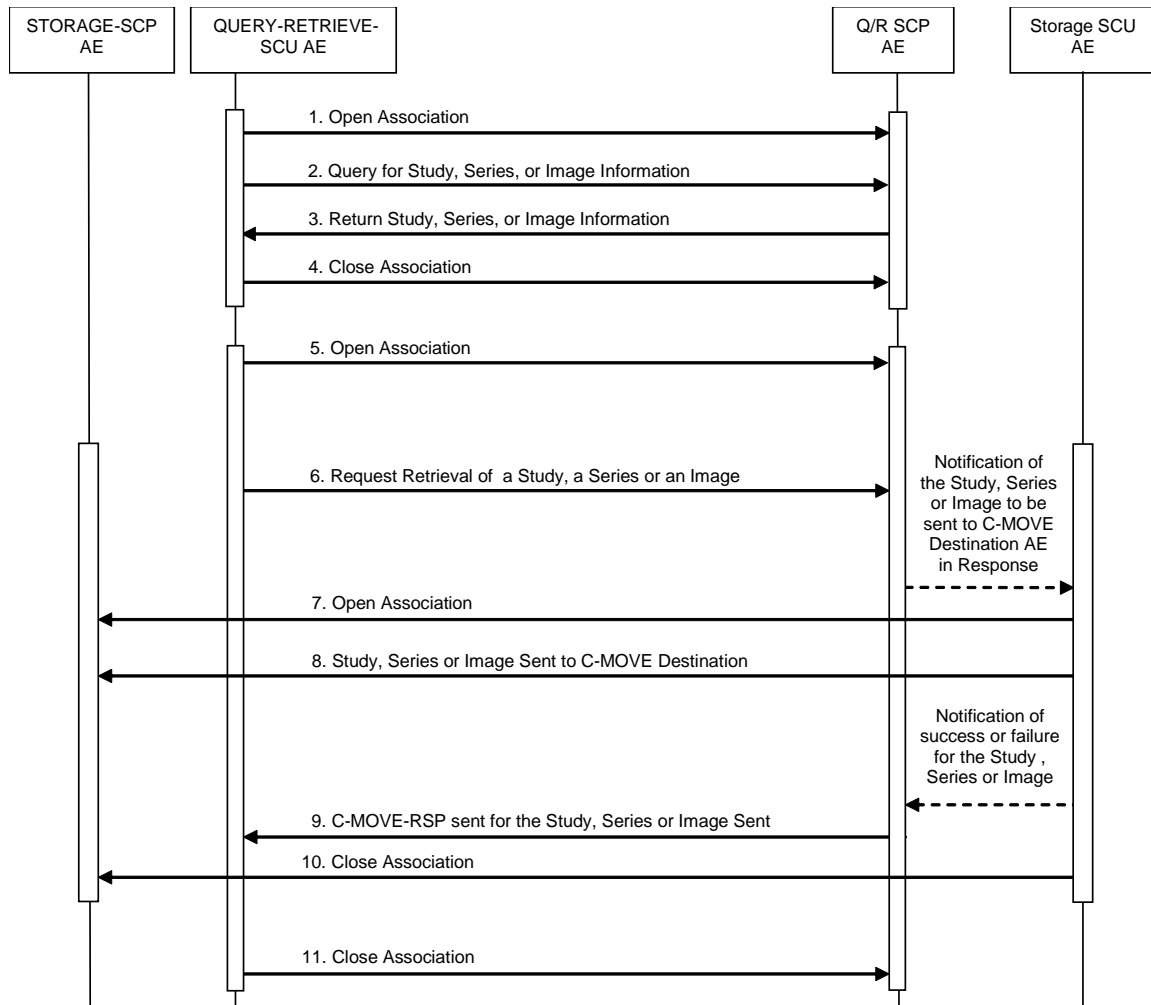 STORAGE-SCP
AE
QUERY-RETRIEVE-
SCU AE
Q/R SCP
AE
Storage SCU
AE
1. Open Association
2. Query for Study, Series, or Image Information
3. Return Study, Series, or Image Information
4. Close Association
5. Open Association
6. Request Retrieval of a Study, a Series or an Image
Notification of
the Study, Series
or Image to be
sent to C-MOVE
Destination AE
in Response
7. Open Association
8. Study, Series or Image Sent to C-MOVE Destination
Notification of
success or failure
for the Study ,
Series or Image
9. C-MOVE-RSP sent for the Study, Series or Image Sent
10. Close Association
11. Close Association